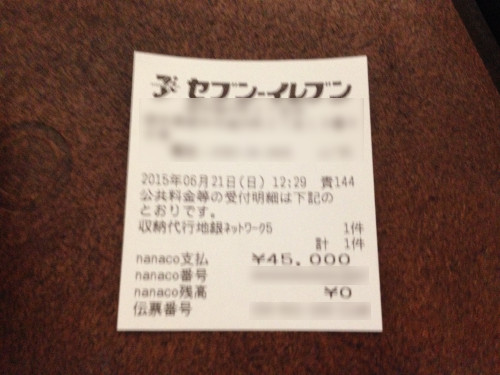 セブン-イレブン
2015年06月21日(日) 12:29 責144
公共料金等の受付明細は下記の
とおりです。
収納代行地銀ﾈｯﾄﾜｰｸ5 1件
計 1件
nanaco支払 ¥45,000
nanaco番号
nanaco残高 ¥0
伝票番号